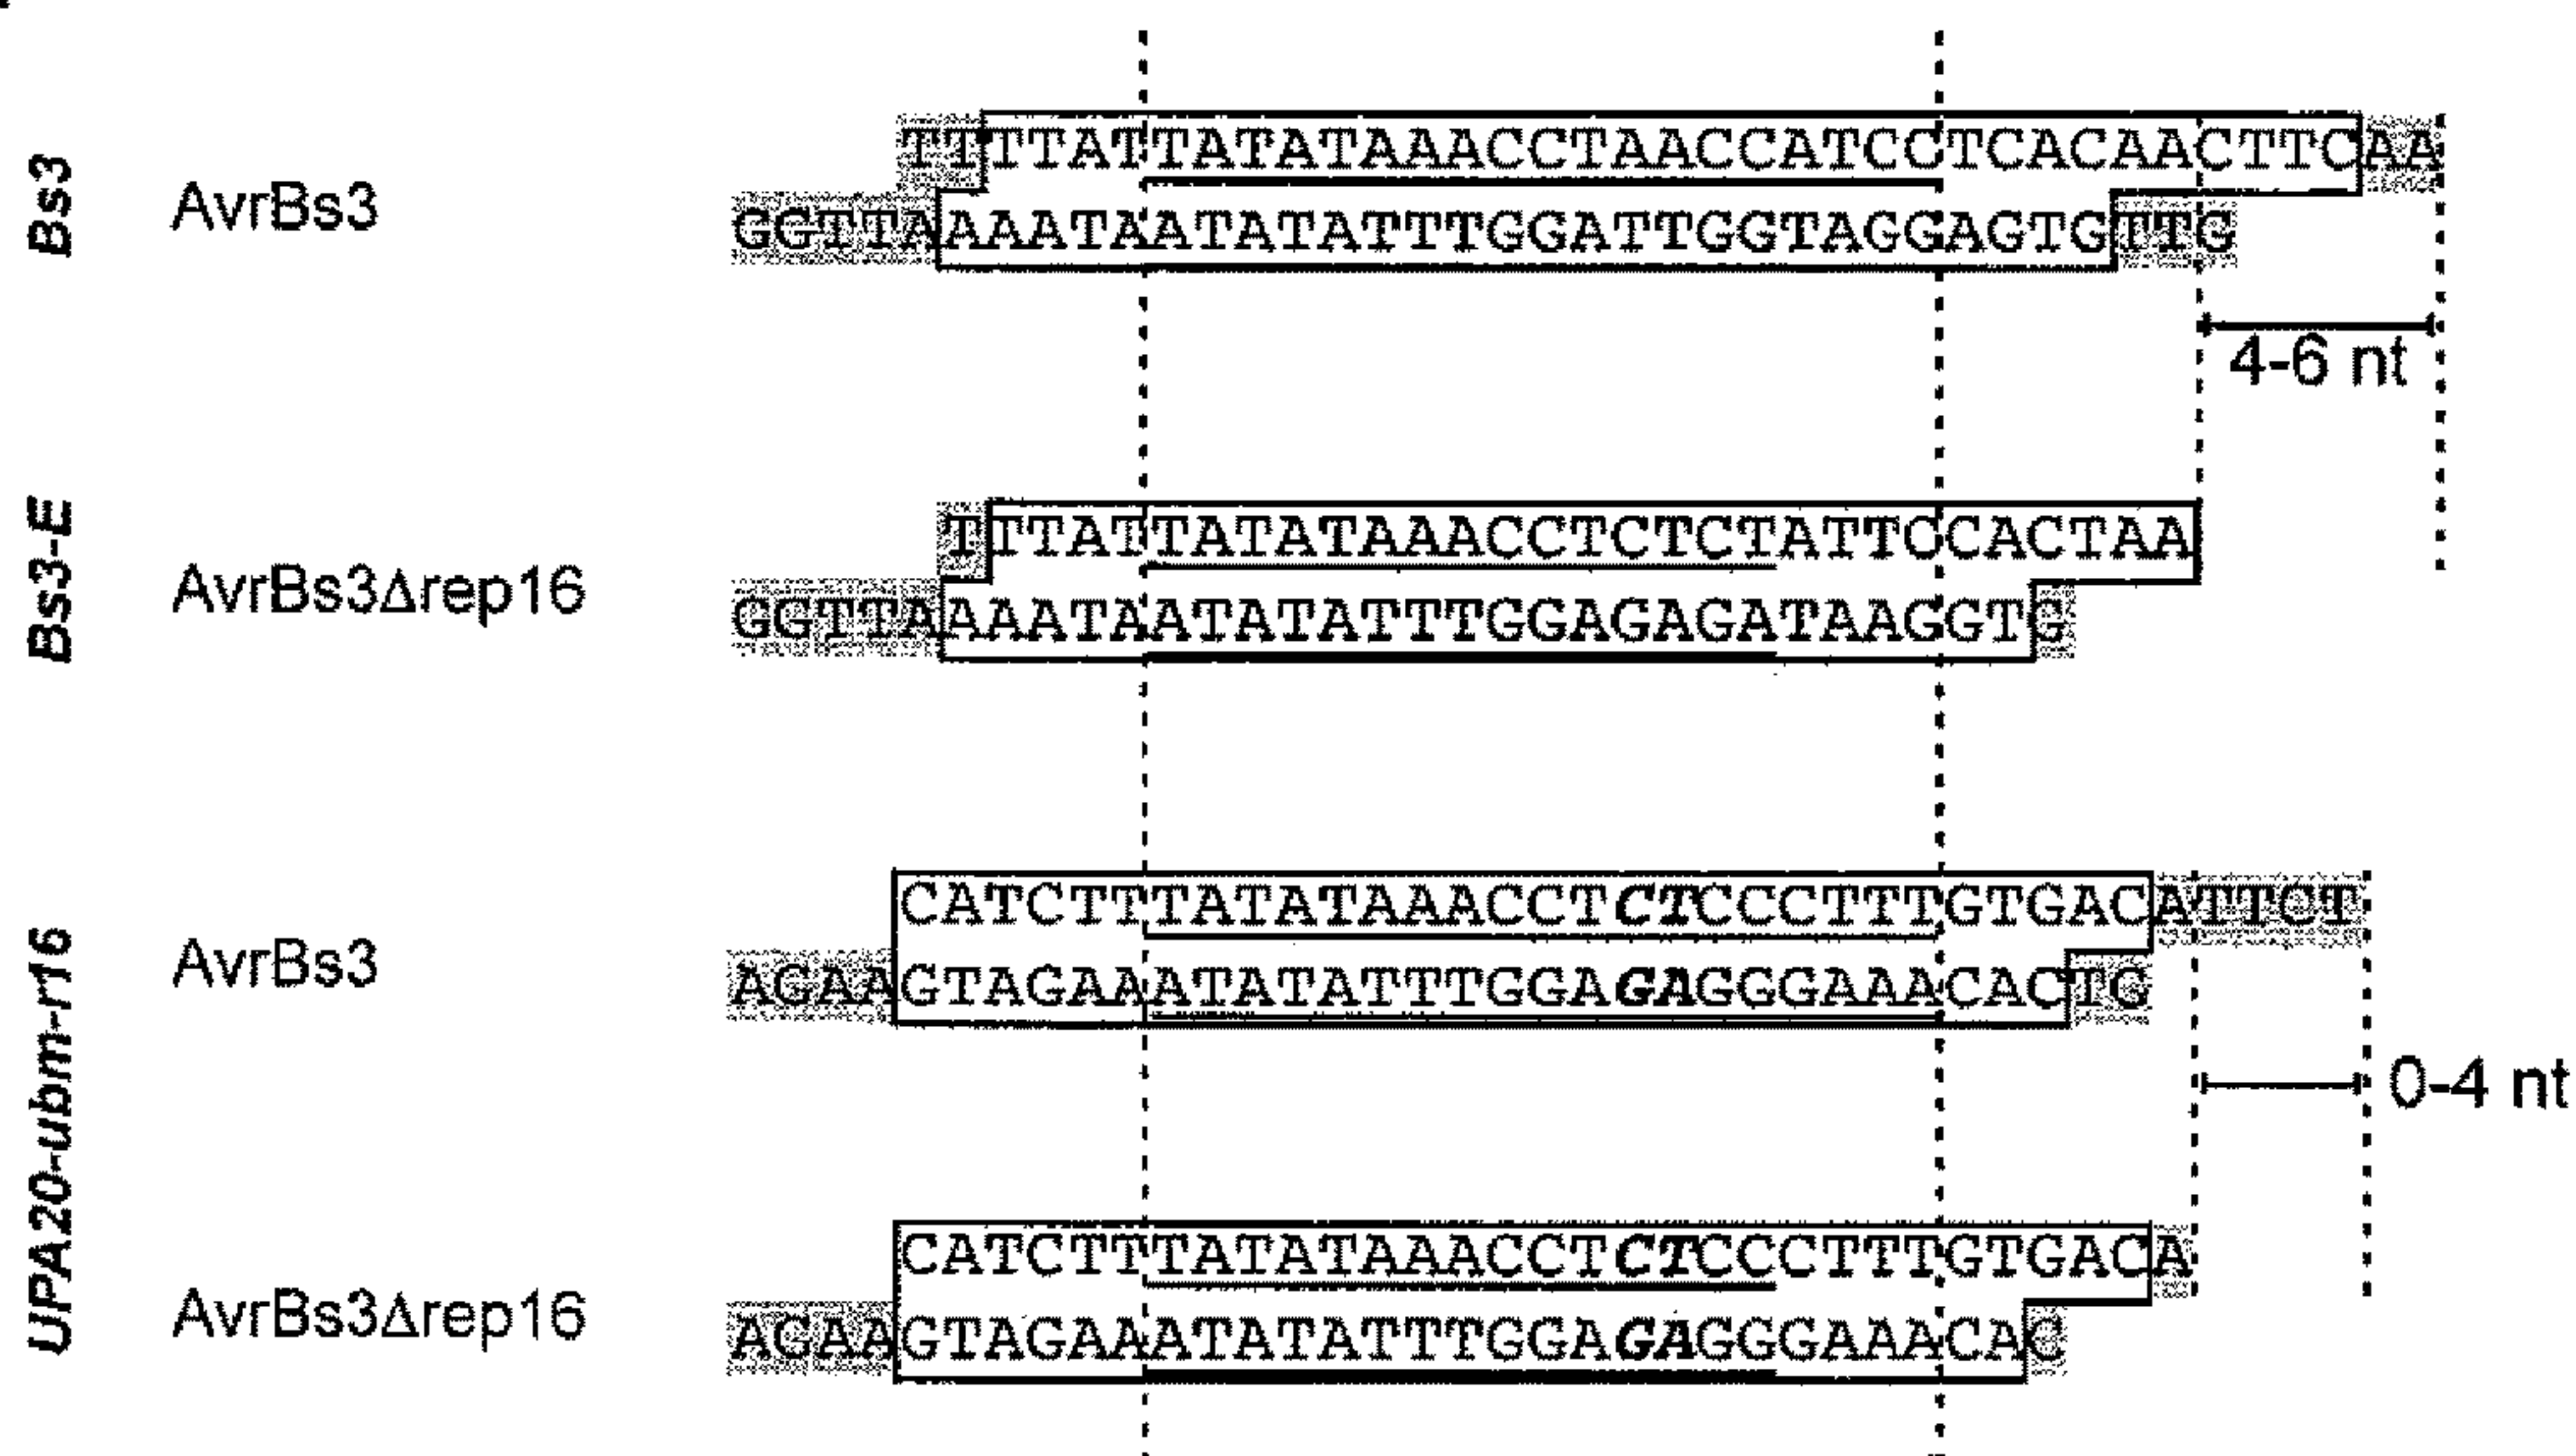 Bs3
AvrBs3
TTTTATTATATAAACCTAACCATCCTCACAACTTCAA
GGTTAAAATAATATATTTGGATTGGTAGGAGTGTTG
4-6 nt
Bs3-E
AvrBs3Δrep16
TTTATTATATAAACCTCTCTATTCCACTAA
GGTTAAAATAATATATTTGGAGAGATAAGGTG
UPA20-ubm-r16
AvrBs3
CATCTTTATATAAACCTCTCCCTTTGTGACATTCT
AGAAGTAGAAATATATTTGGAGAGGGAAACACTG
0-4 nt
AvrBs3Δrep16
CATCTTTATATAAACCTCTCCCTTTGTGACA
AGAAGTAGAAATATATTTGGAGAGGGAAACAC